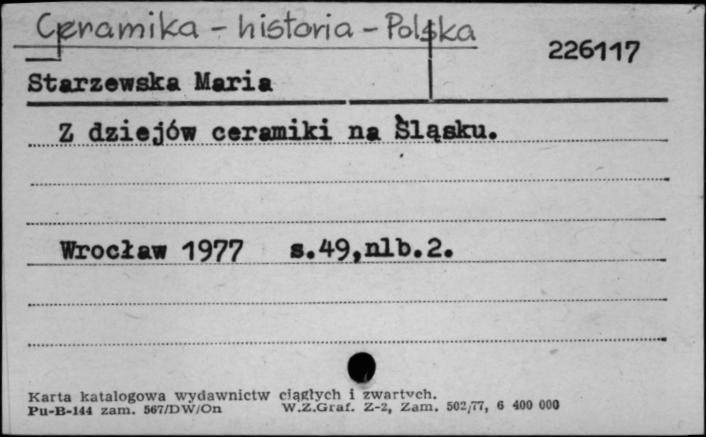 Ceramika - historia - Polska
226117
Starzewska Maria
Z dziejów ceramiki na Śląsku.
Wrocław 1977 s.49,nlb.2.
Karta katalogowa wydawnictw ciągłych i zwartych.
Pu-B-144 zam. 567/DW/On W.Z.Graf. Z-2, Zam. 502/77, 6 400 000